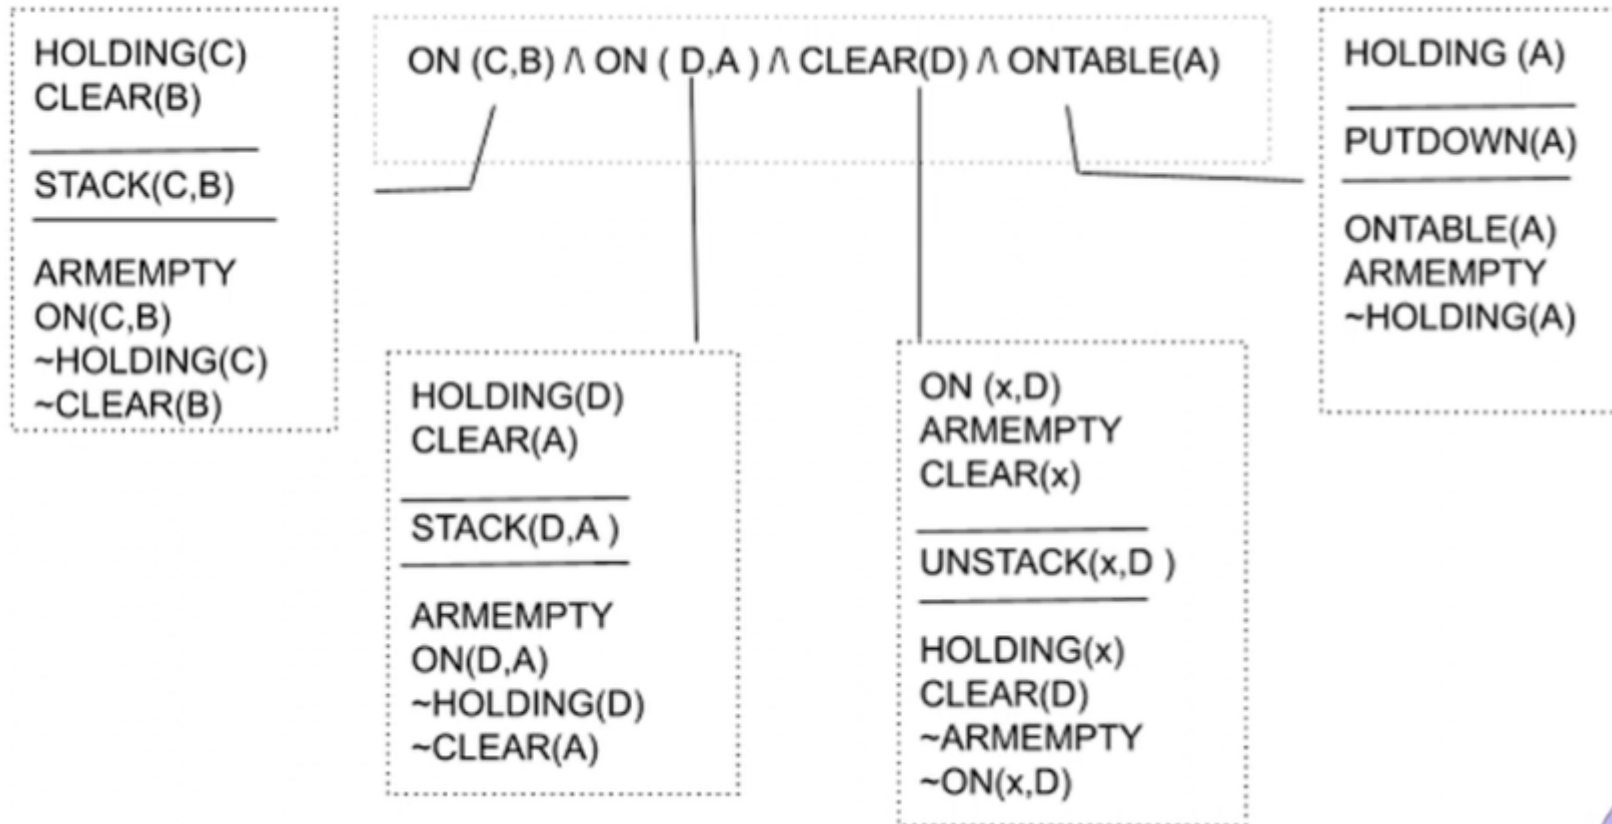 HOLDING(C)
CLEAR(B)
STACK(C,B)
ARMEMPTY
ON(C,B)
~HOLDING(C)
~CLEAR(B)
ON (C,B) Λ ON ( D,A ) Λ CLEAR(D) Λ ONTABLE(A)
HOLDING (A)
PUTDOWN(A)
ONTABLE(A)
ARMEMPTY
~HOLDING(A)
HOLDING(D)
CLEAR(A)
STACK(D,A )
ARMEMPTY
ON(D,A)
~HOLDING(D)
~CLEAR(A)
ON (x,D)
ARMEMPTY
CLEAR(x)
UNSTACK(x,D )
HOLDING(x)
CLEAR(D)
~ARMEMPTY
~ON(x,D)